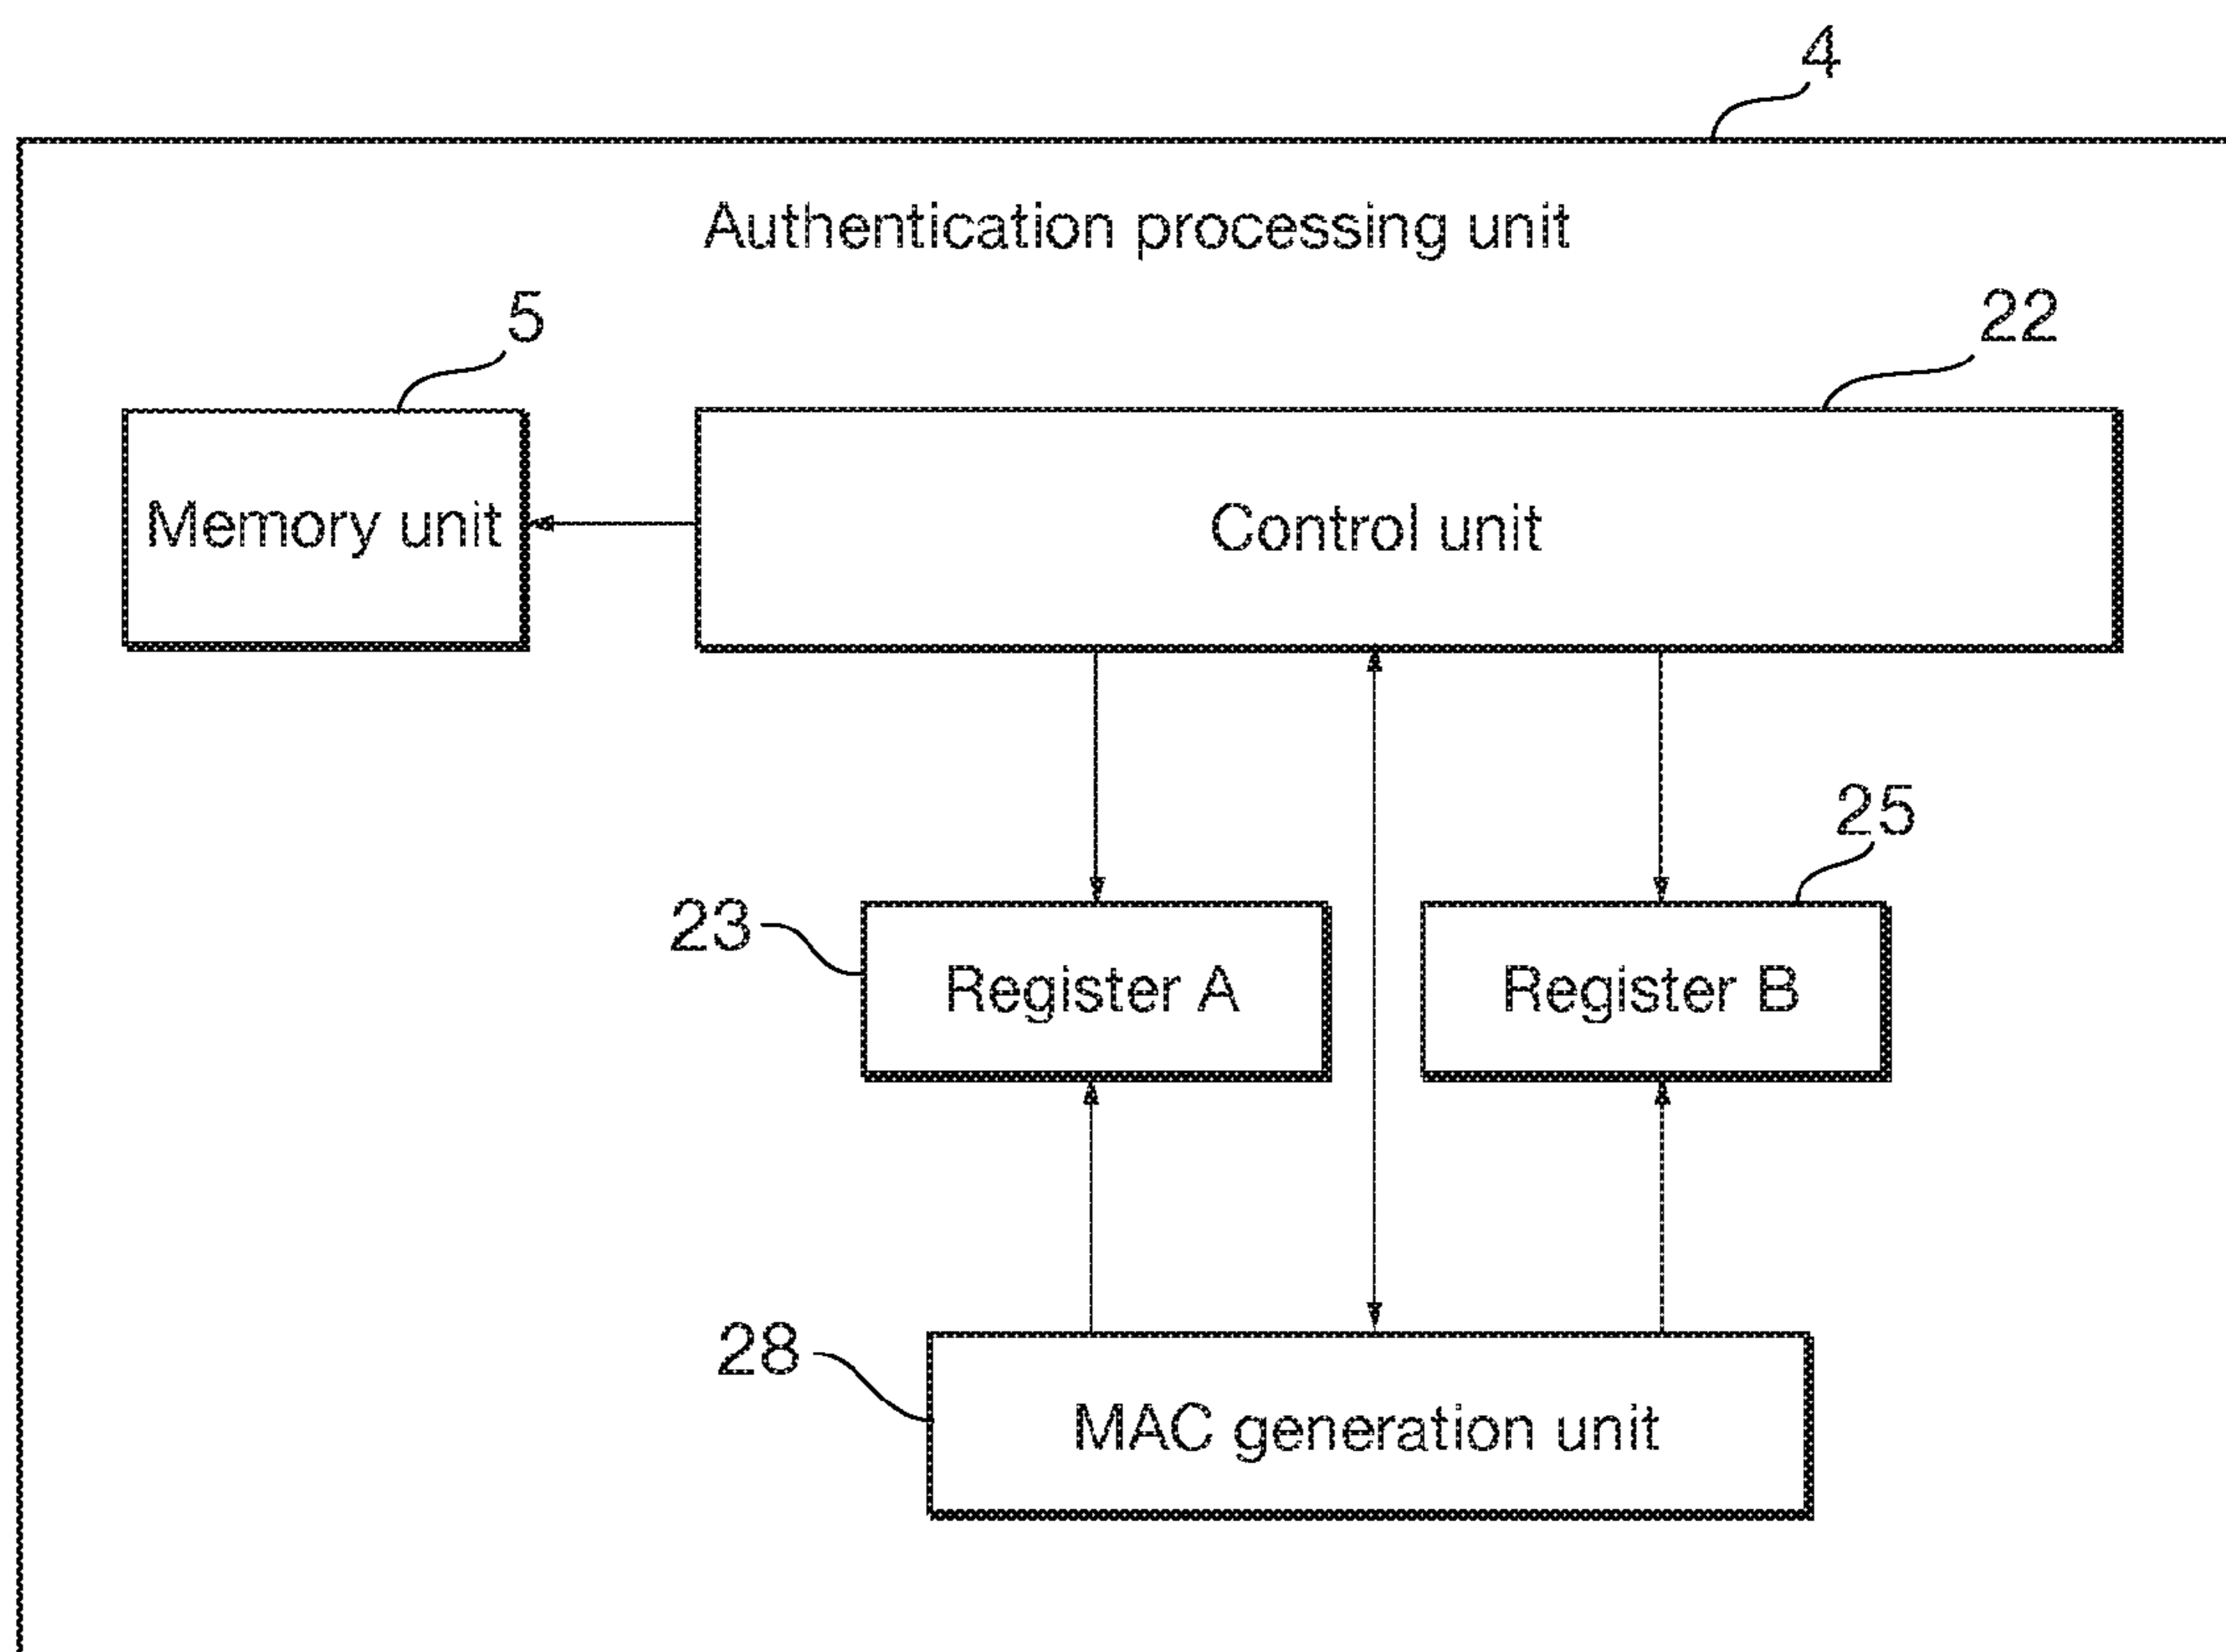 4
Authentication processing unit
5
22
Memory unit
Control unit
25
23
Register A
Register B
28
MAC generation unit